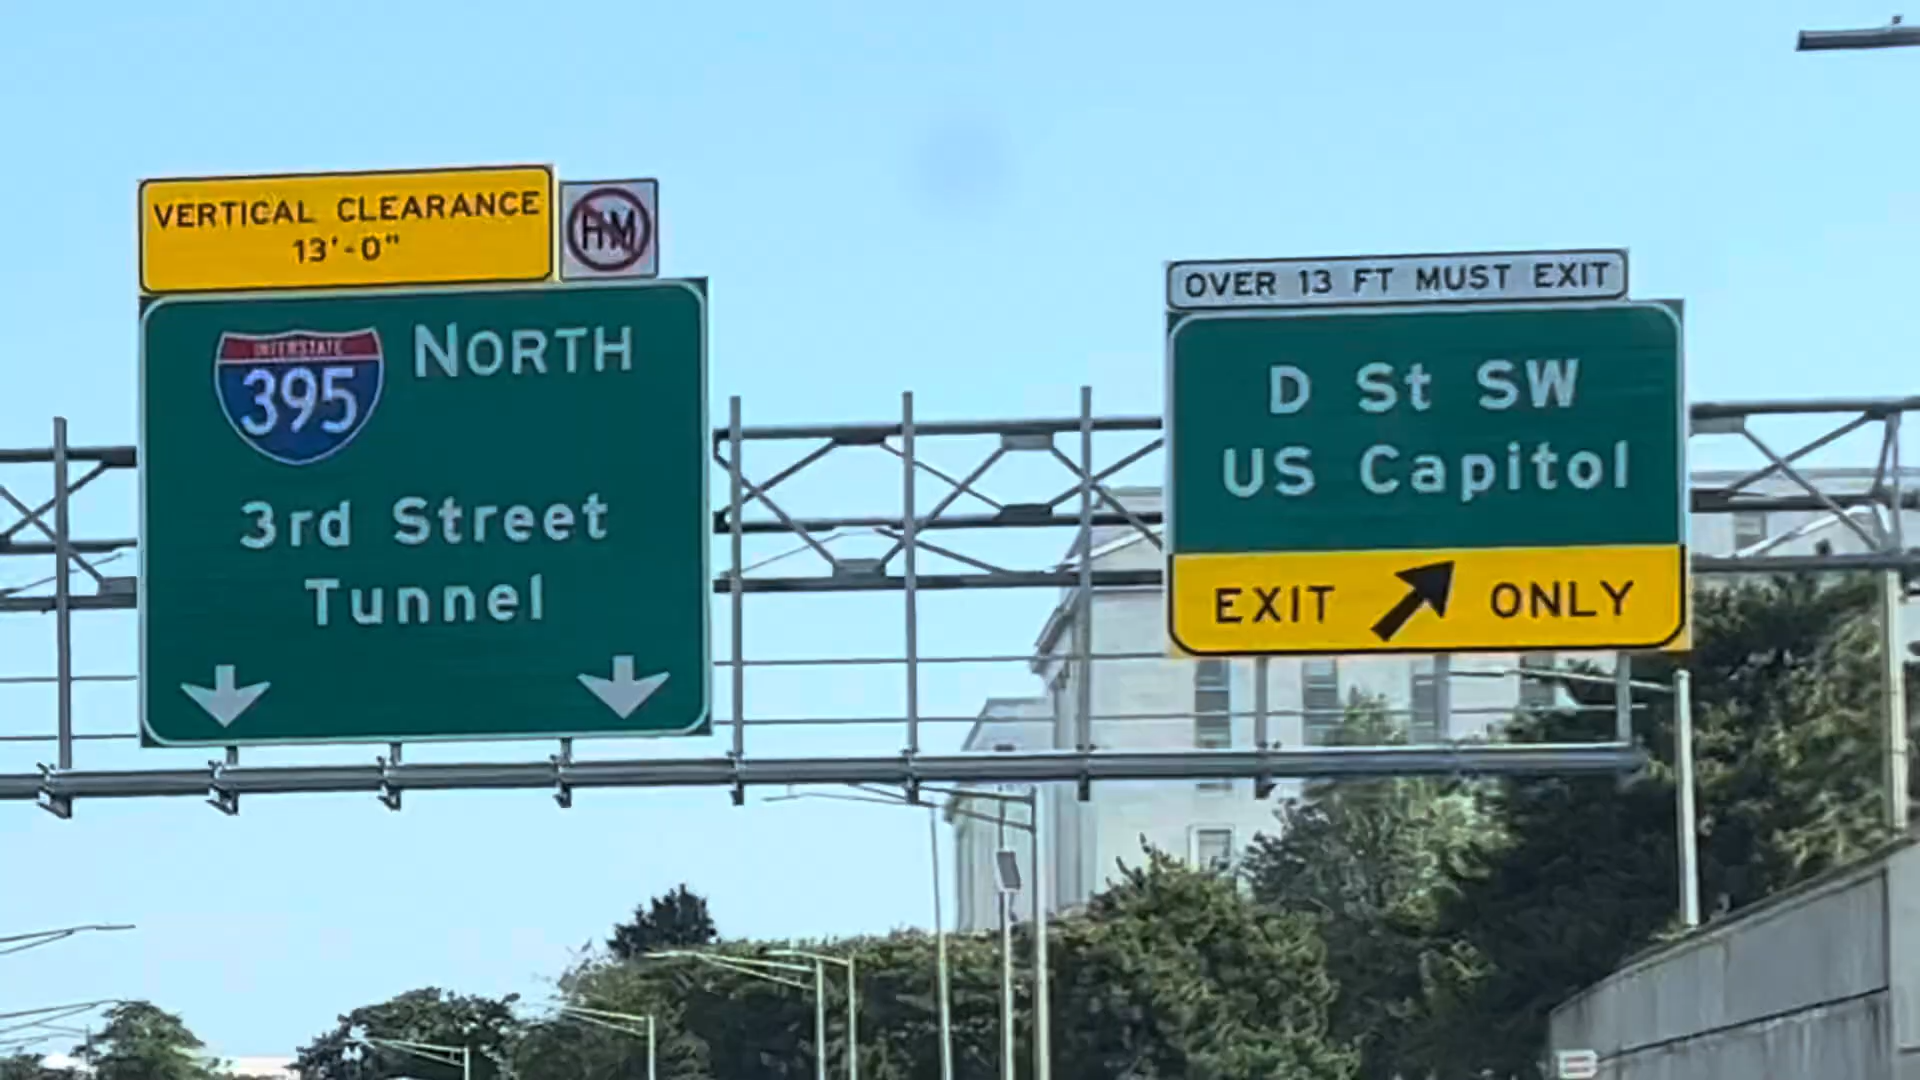 VERTICAL CLEARANCE
13'-0"
HM
INTERSTATE
395
NORTH
3rd Street
Tunnel
OVER 13 FT MUST EXIT
D St SW
US Capitol
EXIT ONLY